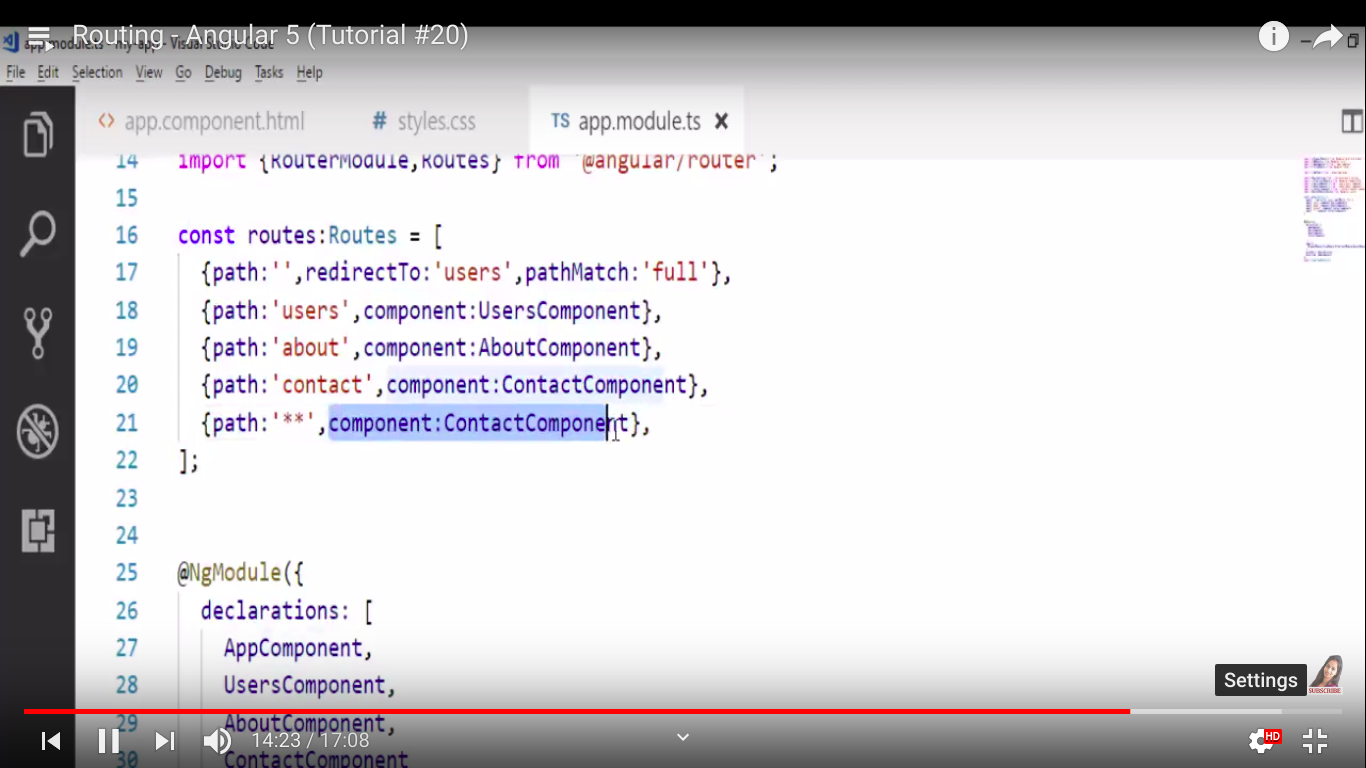 Routing - Angular 5 (Tutorial #20)
app.module.ts - my-app - Visual Studio Code
File Edit Selection View Go Debug Tasks Help
<> app.component.html # styles.css TS app.module.ts ×
14 import {RouterModule,Routes} from '@angular/router';
15
16 const routes:Routes = [
17 {path:'',redirectTo:'users',pathMatch:'full'},
18 {path:'users',component:UsersComponent},
19 {path:'about',component:AboutComponent},
20 {path:'contact',component:ContactComponent},
21 {path:'**',component:ContactComponent},
22 ];
23
24
25 @NgModule({
26 declarations: [
27 AppComponent,
28 UsersComponent,
29 AboutComponent,
30 ContactComponent
Settings
SUBSCRIBE
14:23 / 17:08
HD